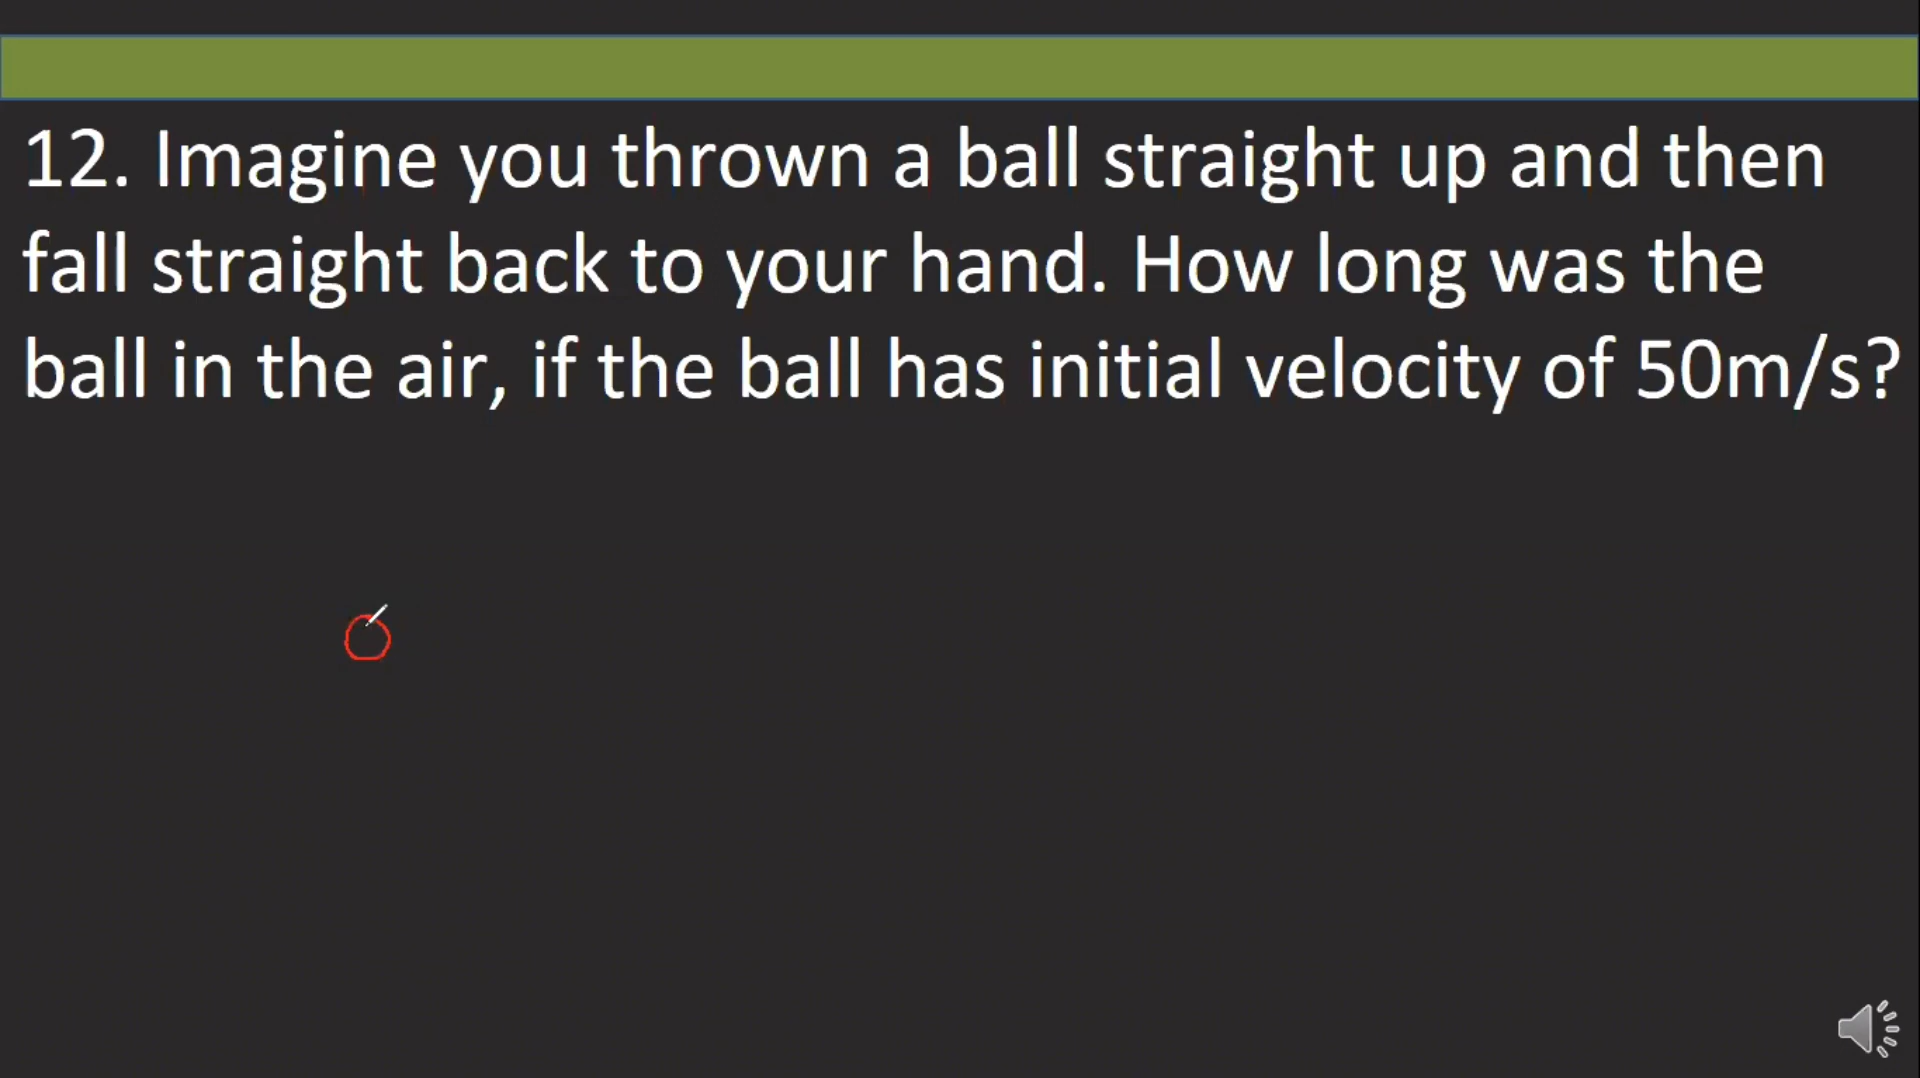 12. Imagine you thrown a ball straight up and then
fall straight back to your hand. How long was the
ball in the air, if the ball has initial velocity of 50m/s?